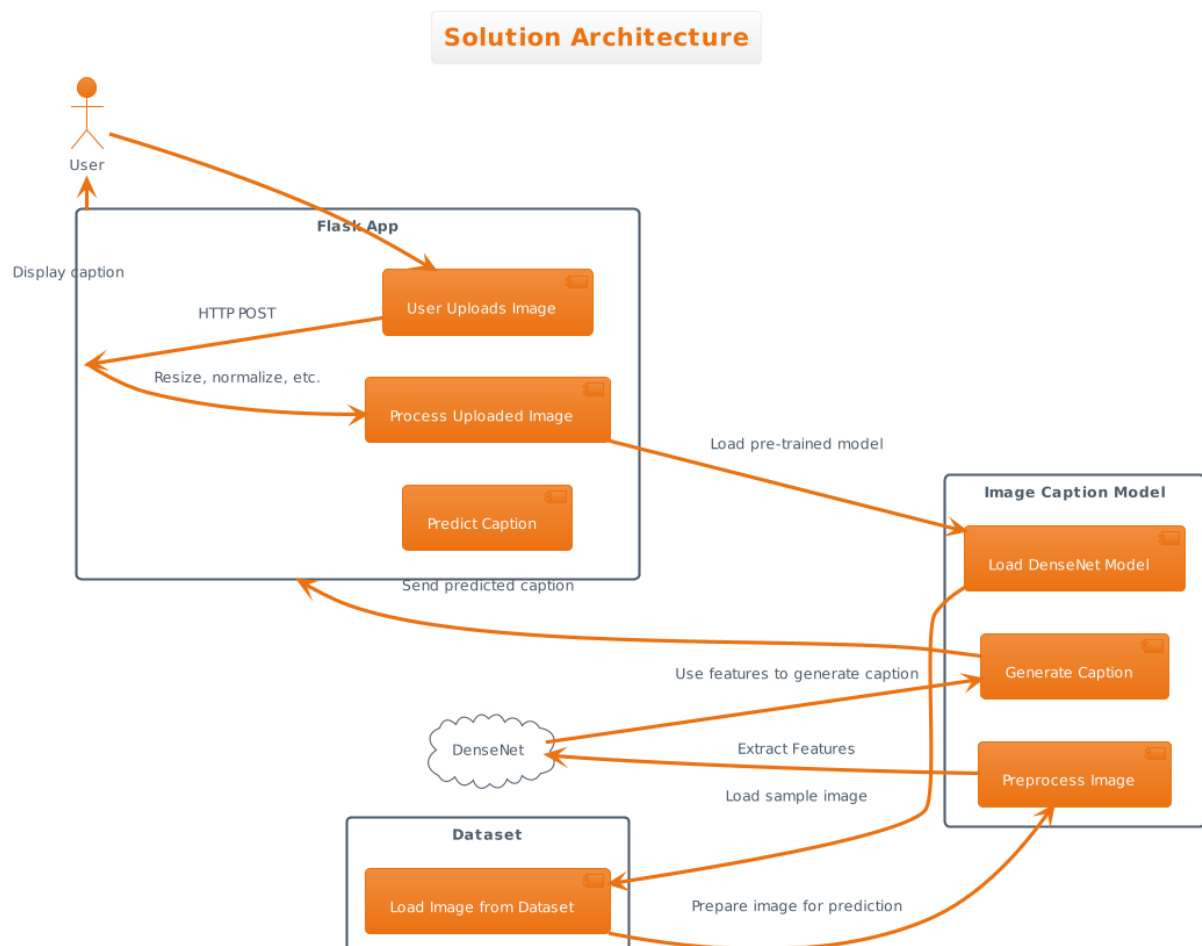 Solution Architecture
User
Flask App
Display caption
User Uploads Image
HTTP POST
Resize, normalize, etc.
Process Uploaded Image
Load pre-trained model
Image Caption Model
Predict Caption
Load DenseNet Model
Send predicted caption
Use features to generate caption
Generate Caption
DenseNet
Extract Features
Preprocess Image
Load sample image
Dataset
Load Image from Dataset
Prepare image for prediction